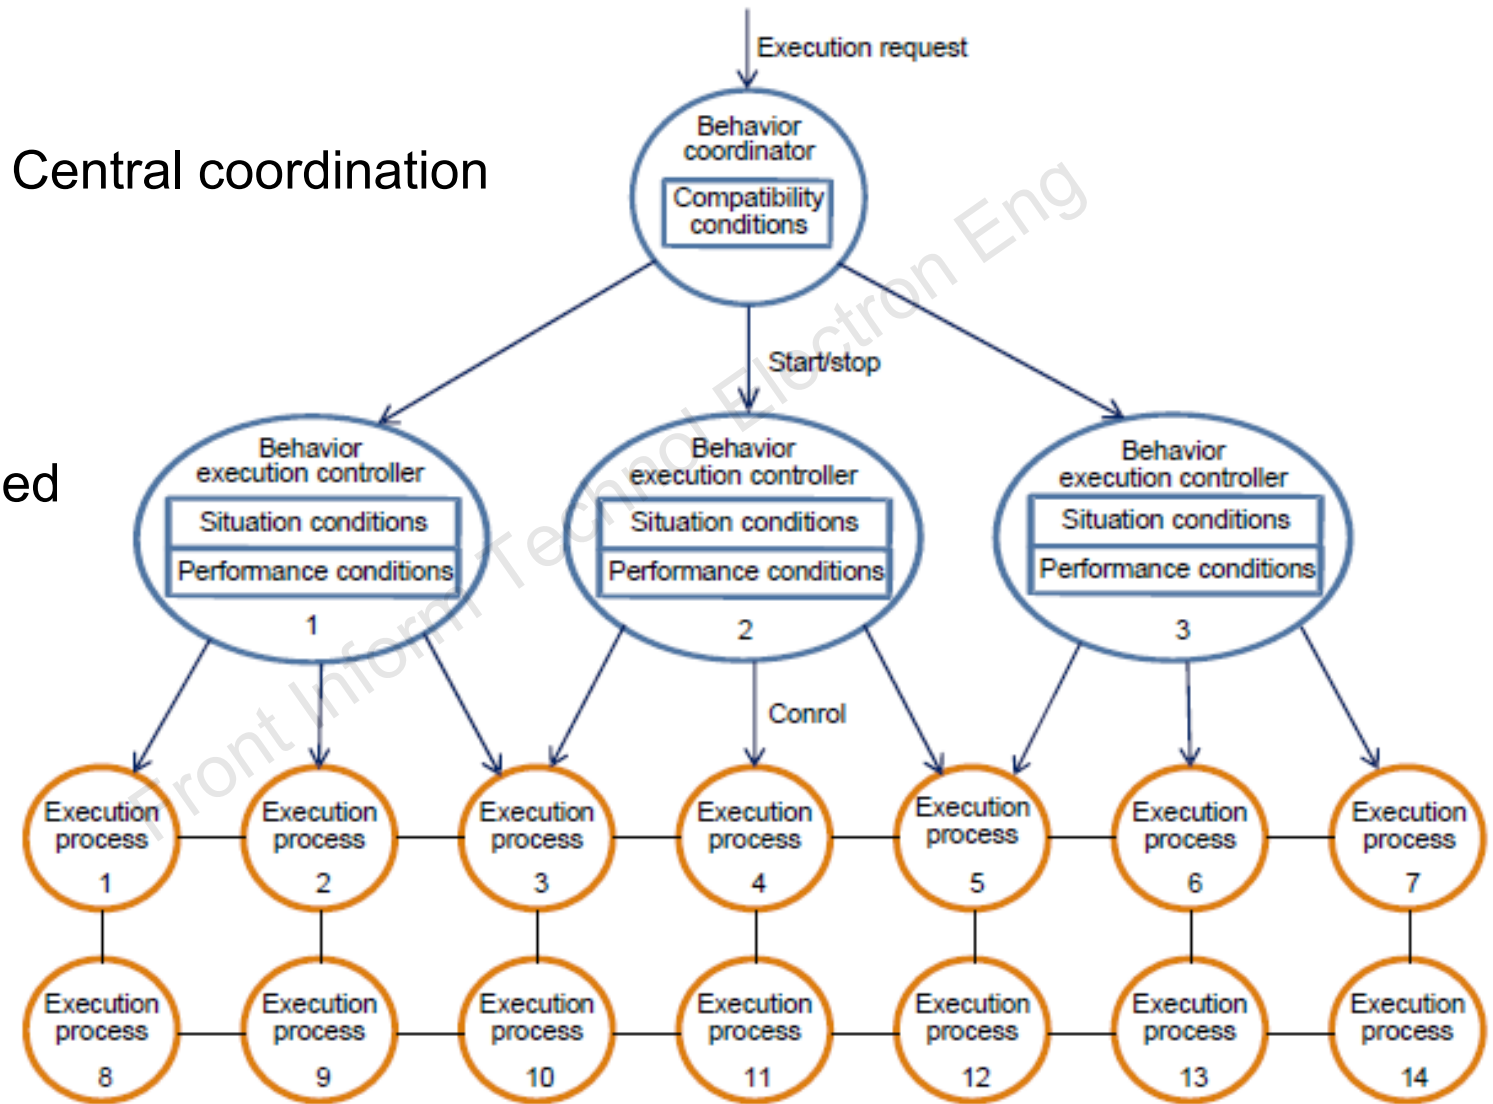 Execution request
Central coordination
Behavior
coordinator
Compatibility
conditions
Start/stop
ed
Behavior
execution controller
Situation conditions
Performance conditions
1
Behavior
execution controller
Situation conditions
Performance conditions
2
Behavior
execution controller
Situation conditions
Performance conditions
3
Conrol
Execution
process
1
Execution
process
2
Execution
process
3
Execution
process
4
Execution
process
5
Execution
process
6
Execution
process
7
Execution
process
8
Execution
process
9
Execution
process
10
Execution
process
11
Execution
process
12
Execution
process
13
Execution
process
14
Front Inform Technol Electron Eng